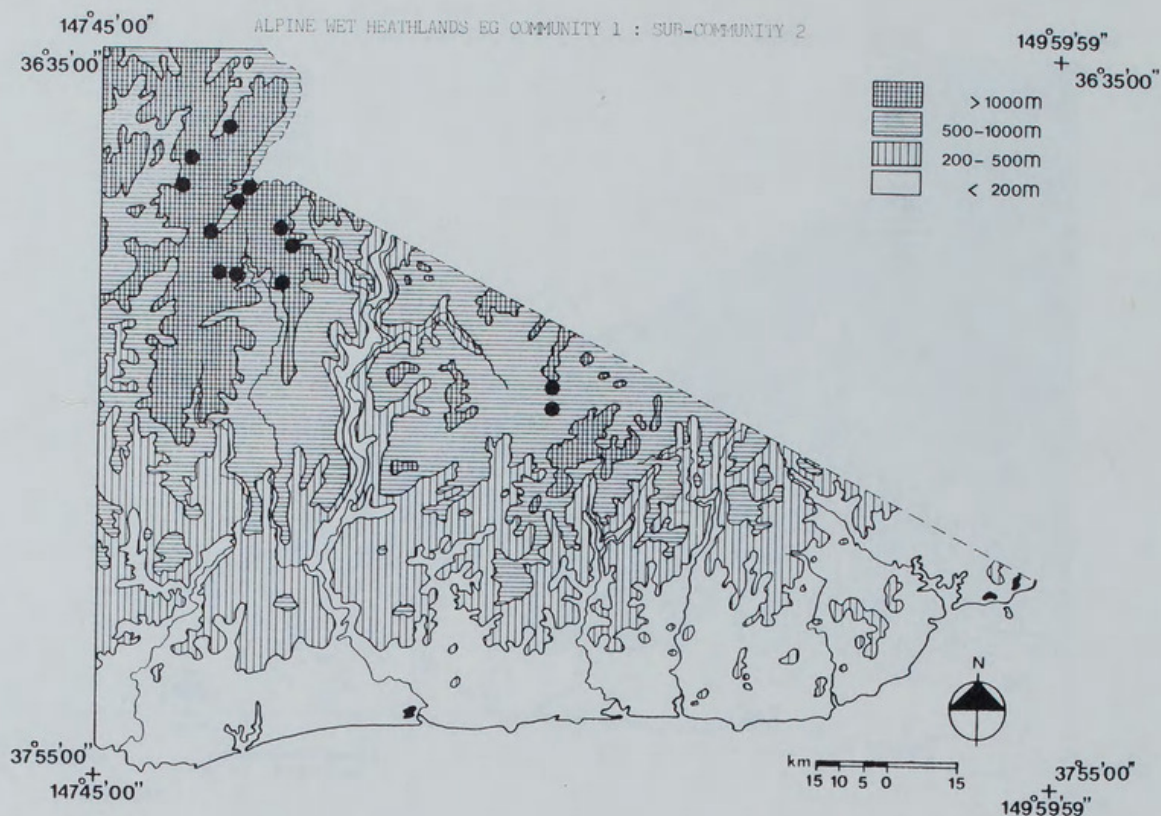 ALPINE WET HEATHLANDS EG COMMUNITY 1 : SUB-COMMUNITY 2
147°45'00"
36°35'00"
149°59'59"
36°35'00"
>1000m
500-1000m
200-500m
< 200m
N
37°55'00"
147°45'00"
km
15 10 5 0 15
37°55'00"
149°59'59"